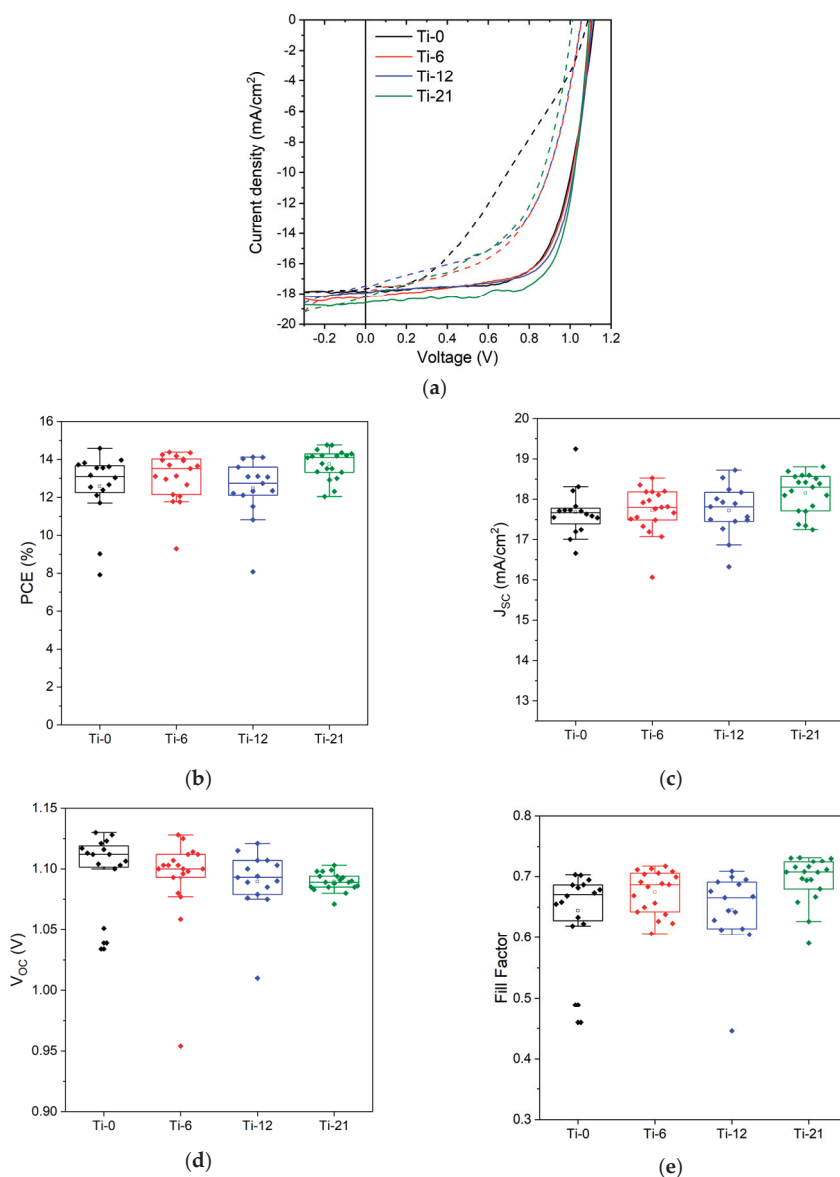 0
-2
-4
-6
-8
-10
-12
-14
-16
-18
-20
Current density (mA/cm²)
Ti-0
Ti-6
Ti-12
Ti-21
-0.2 0.0 0.2 0.4 0.6 0.8 1.0
Voltage (V)
(a)
16
14
12
10
8
6
4
2
0
PCE (%)
Ti-0 Ti-6 Ti-12 Ti-21
(b)
20
19
18
17
16
15
14
13
J_SC (mA/cm²)
Ti-0 Ti-6 Ti-12 Ti-21
(c)
1.15
1.10
1.05
1.00
0.95
0.90
V_OC (V)
Ti-0 Ti-6 Ti-12 Ti-21
(d)
0.8
0.7
0.6
0.5
0.4
0.3
Fill Factor
Ti-0 Ti-6 Ti-12 Ti-21
(e)